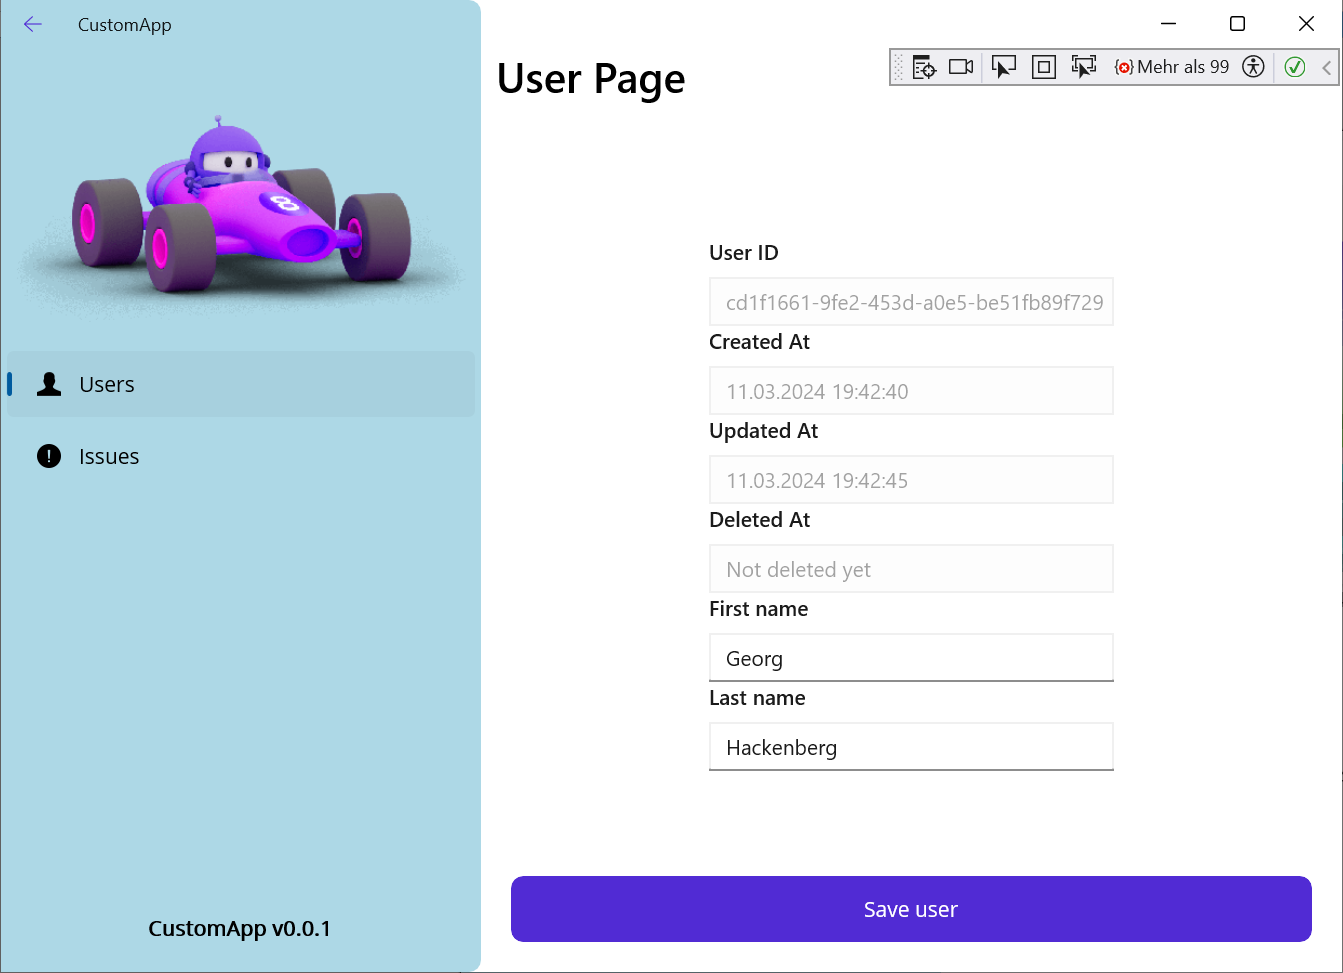 CustomApp
User Page
Mehr als 99
8
Users
Issues
CustomApp v0.0.1
User ID
cd1f1661-9fe2-453d-a0e5-be51fb89f729
Created At
11.03.2024 19:42:40
Updated At
11.03.2024 19:42:45
Deleted At
Not deleted yet
First name
Georg
Last name
Hackenberg
Save user